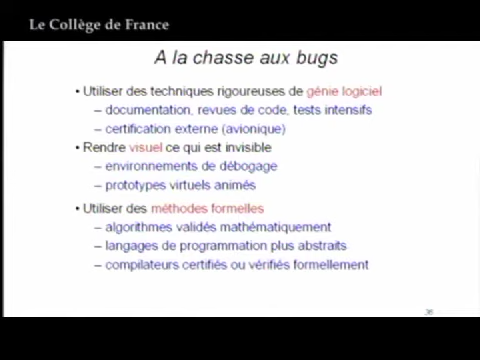 Le Collège de France
A la chasse aux bugs
• Utiliser des techniques rigoureuses de génie logiciel
– documentation, revues de code, tests intensifs
– certification externe (avionique)
• Rendre visuel ce qui est invisible
– environnements de débogage
– prototypes virtuels animés
• Utiliser des méthodes formelles
– algorithmes validés mathématiquement
– langages de programmation plus abstraits
– compilateurs certifiés ou vérifiés formellement